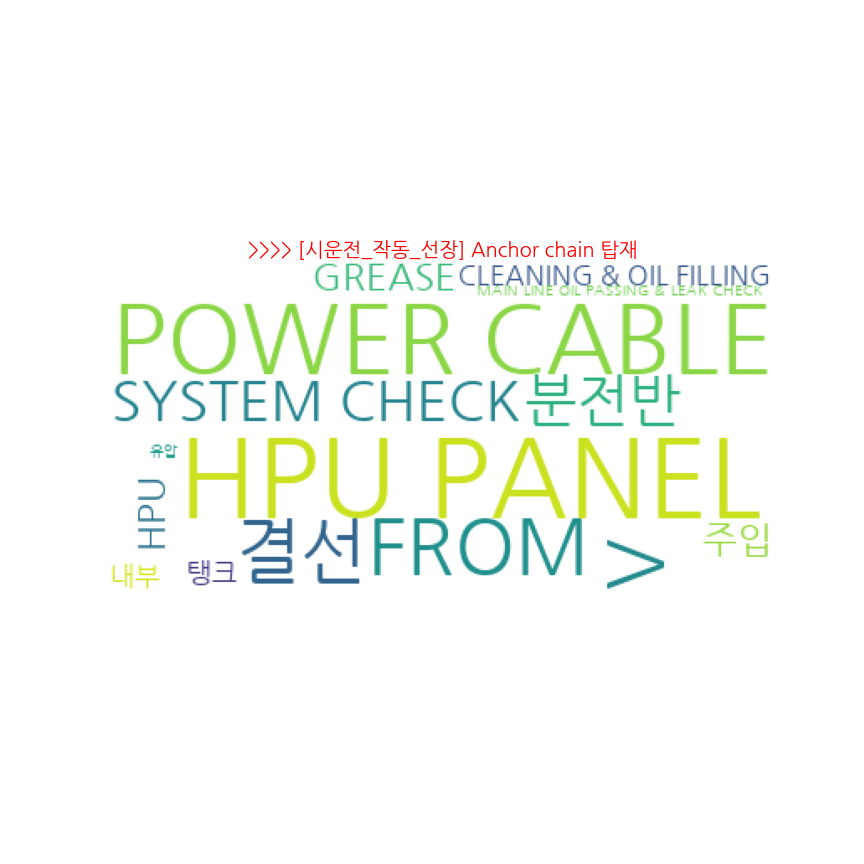 >>>> [시운전_작동_선장] Anchor chain 탑재
GREASE
CLEANING & OIL FILLING
MAIN LINE OIL PASSING & LEAK CHECK
POWER CABLE
SYSTEM CHECK
분전반
HPU PANEL
유압
HPU
결선
FROM
>
주입
내부
탱크